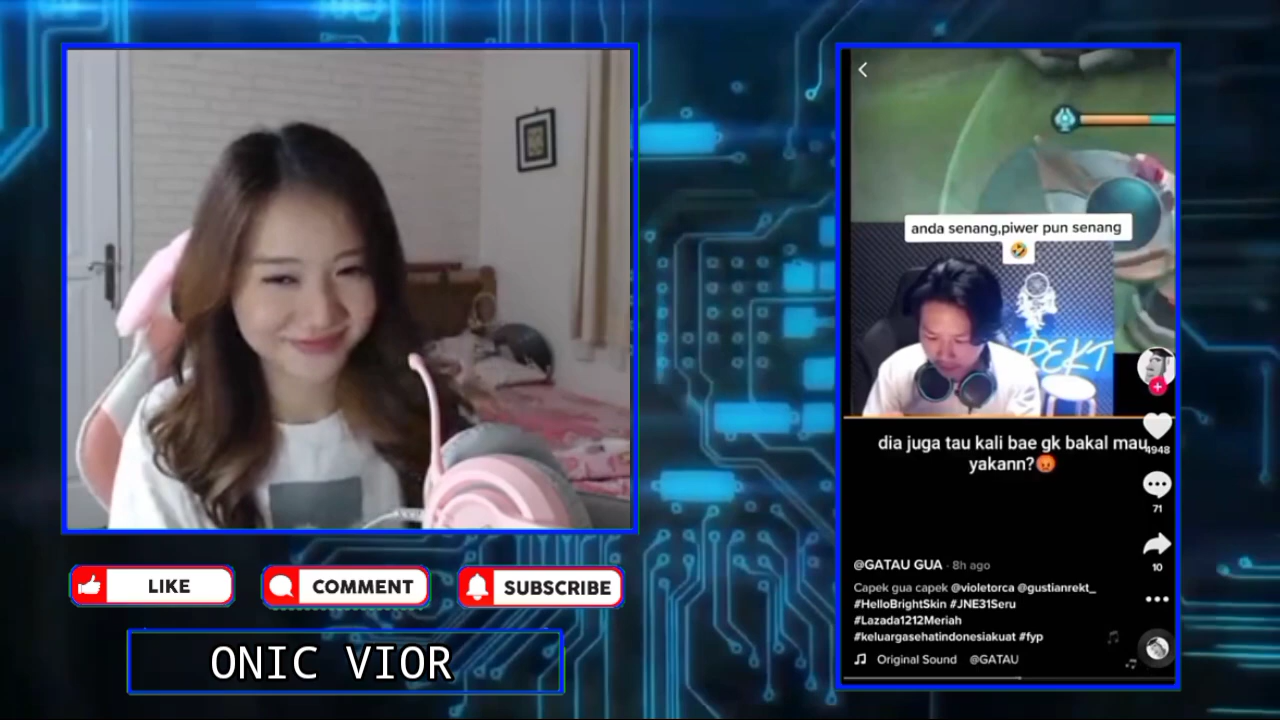 LIKE
COMMENT
SUBSCRIBE
ONIC VIOR
anda senang,piwer pun senang
🤣
REKT
dia juga tau kali bae gk bakal mau
yakann?😡
4948
71
10
@GATAU GUA · 8h ago
Capek gua capek @violetorca @gustianrekt_
#HelloBrightSkin #JNE31Seru
#Lazada1212Meriah
#keluargasehatindonesiakuat #fyp
Original Sound @GATAU